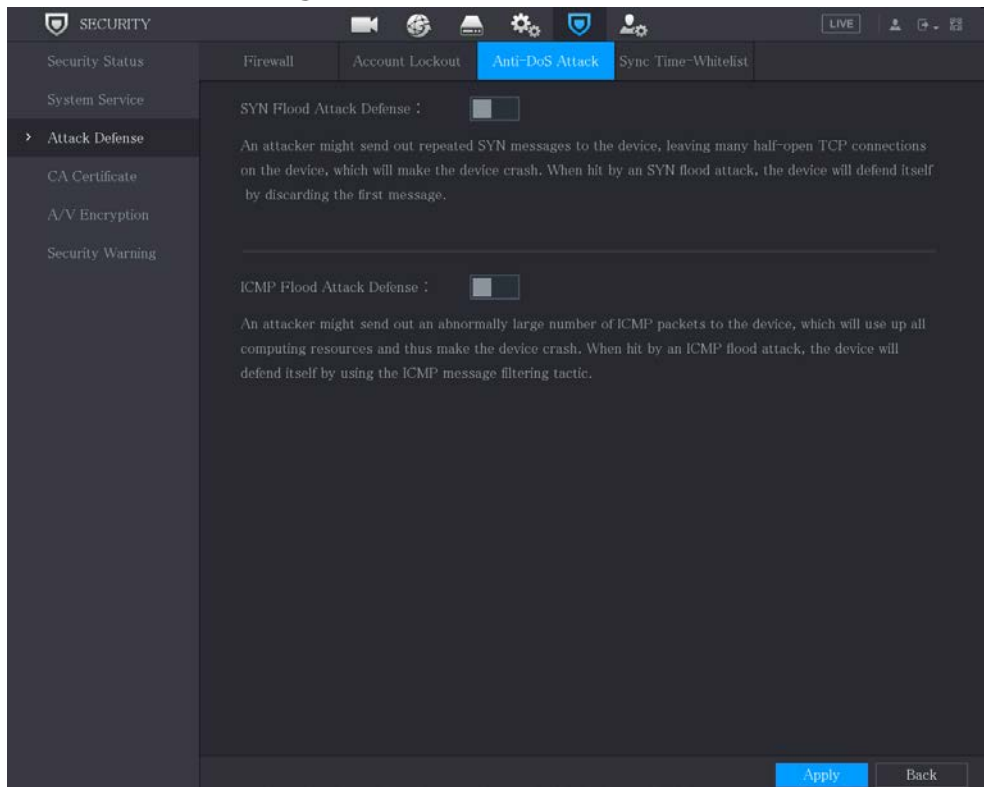 SECURITY
LIVE
Security Status
System Service
Attack Defense
CA Certificate
A/V Encryption
Security Warning
Firewall
Account Lockout
Anti-DoS Attack
Sync Time-Whitelist
SYN Flood Attack Defense :
An attacker might send out repeated SYN messages to the device, leaving many half-open TCP connections
on the device, which will make the device crash. When hit by an SYN flood attack, the device will defend itself
by discarding the first message.
ICMP Flood Attack Defense :
An attacker might send out an abnormally large number of ICMP packets to the device, which will use up all
computing resources and thus make the device crash. When hit by an ICMP flood attack, the device will
defend itself by using the ICMP message filtering tactic.
Apply
Back